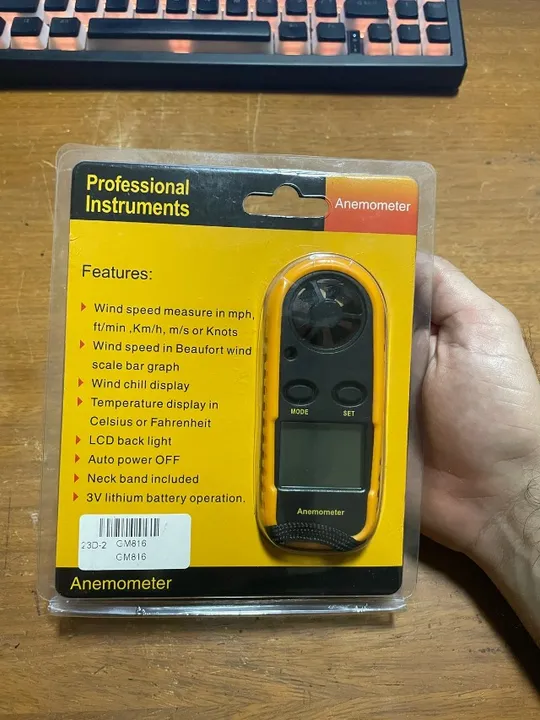 Professional
Instruments
Anemometer
Features:
Wind speed measure in mph,
ft/min ,Km/h, m/s or Knots
Wind speed in Beaufort wind
scale bar graph
Wind chill display
Temperature display in
Celsius or Fahrenheit
LCD back light
Auto power OFF
Neck band included
3V lithium battery operation.
MODE
SET
Anemometer
23D-2 GM816
GM816
Anemometer